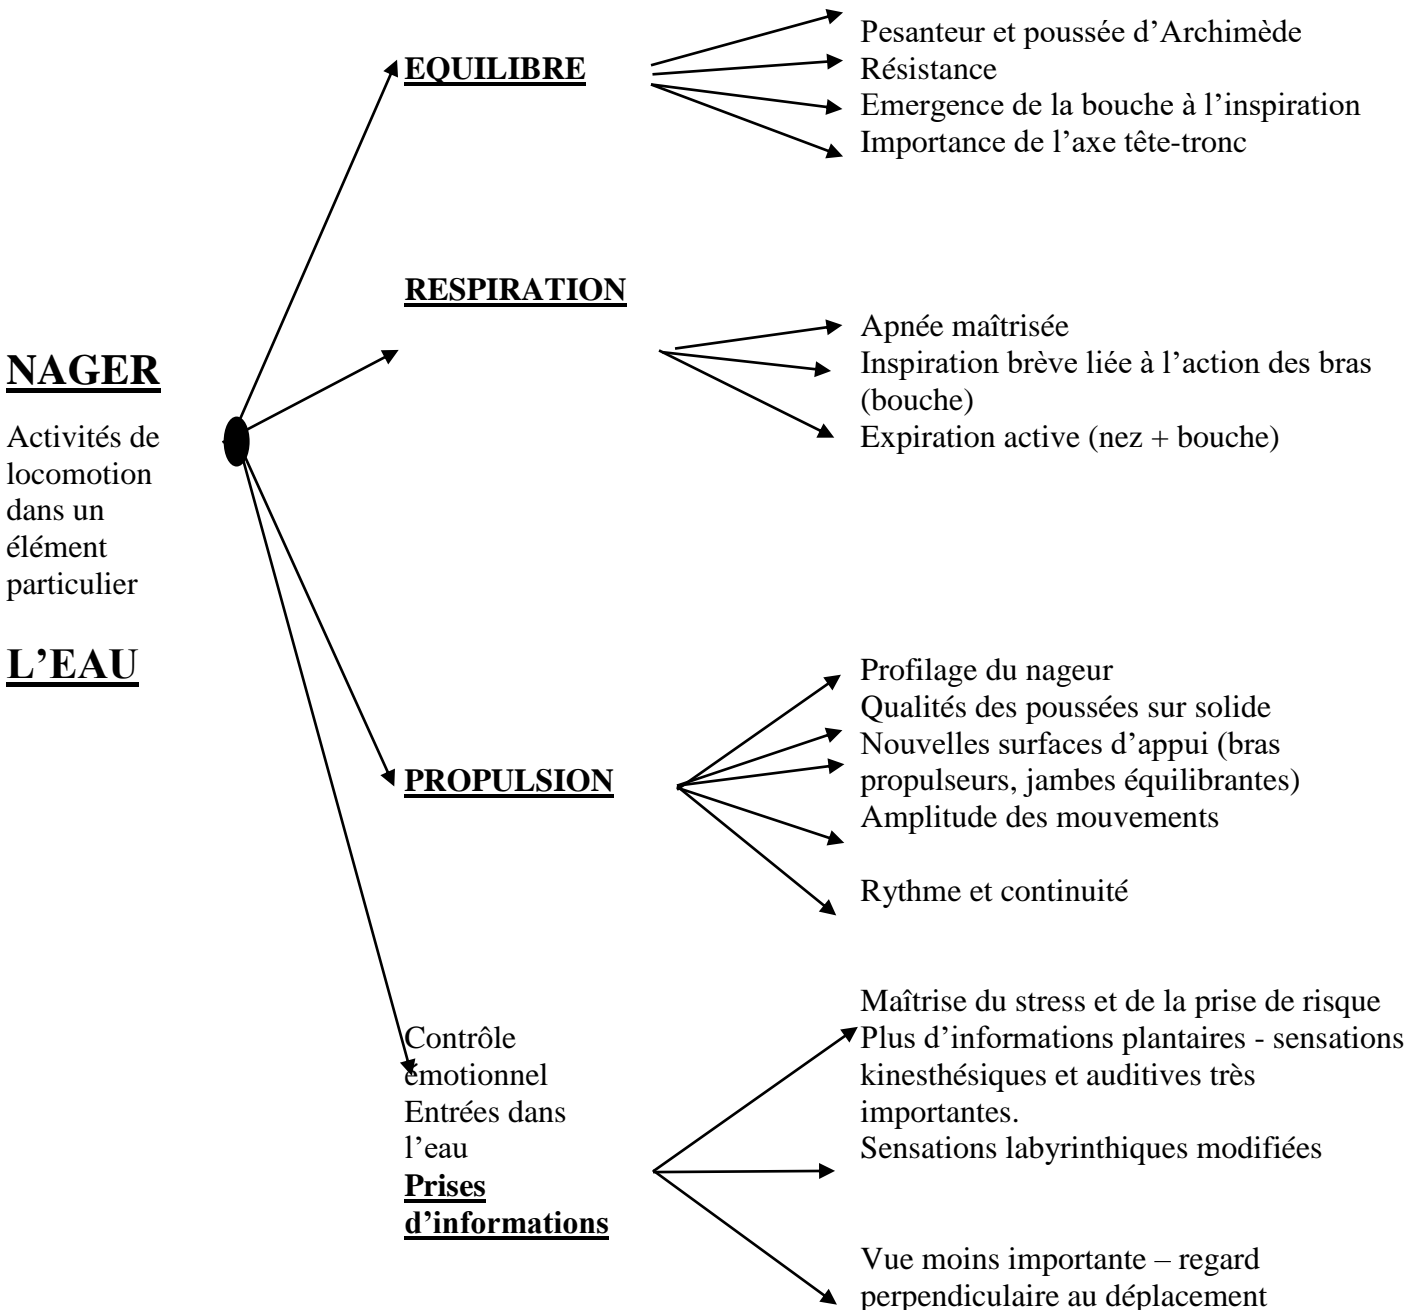 NAGER
Activités de
locomotion
dans un
élément
particulier
L’EAU
EQUILIBRE
Pesanteur et poussée d’Archimède
Résistance
Emergence de la bouche à l’inspiration
Importance de l’axe tête-tronc
RESPIRATION
Apnée maîtrisée
Inspiration brève liée à l’action des bras
(bouche)
Expiration active (nez + bouche)
PROPULSION
Profilage du nageur
Qualités des poussées sur solide
Nouvelles surfaces d’appui (bras
propulseurs, jambes équilibrantes)
Amplitude des mouvements
Rythme et continuité
Contrôle
émotionnel
Entrées dans
l’eau
Prises
d’informations
Maîtrise du stress et de la prise de risque
Plus d’informations plantaires - sensations
kinesthésiques et auditives très
importantes.
Sensations labyrinthiques modifiées
Vue moins importante – regard
perpendiculaire au déplacement